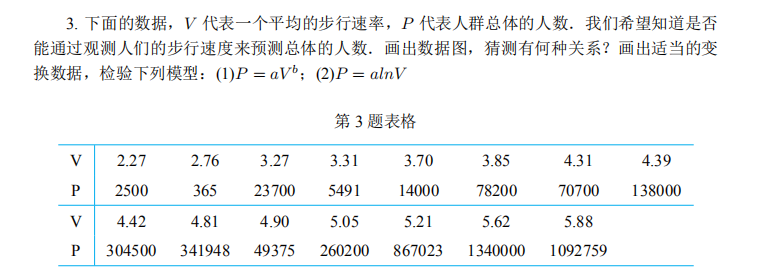 3. 下面的数据，V 代表一个平均的步行速率，P 代表人群总体的人数．我们希望知道是否
能通过观测人们的步行速度来预测总体的人数．画出数据图，猜测有何种关系？画出适当的变
换数据，检验下列模型：(1)P = aVᵇ；(2)P = alnV
第 3 题表格
V 2.27 2.76 3.27 3.31 3.70 3.85 4.31 4.39
P 2500 365 23700 5491 14000 78200 70700 138000
V 4.42 4.81 4.90 5.05 5.21 5.62 5.88
P 304500 341948 49375 260200 867023 1340000 1092759